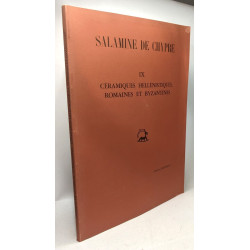 SALAMINE DE CHYPRE
IX
CÉRAMIQUES HELLÉNISTIQUES,
ROMAINES ET BYZANTINES